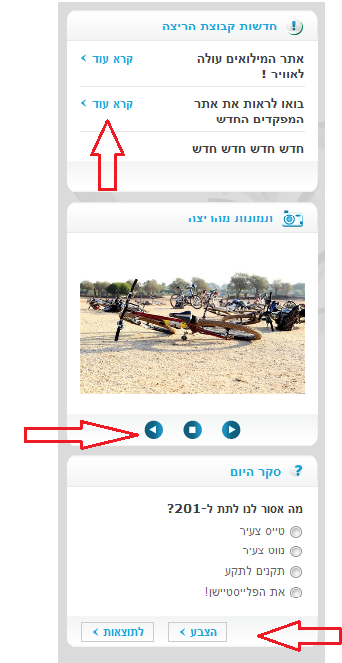 חדשות קבוצת הריצה
אתר המילואים עולה
לאוויר !
קרא עוד
בואו לראות את אתר
המפקדים החדש
קרא עוד
חדש חדש חדש חדש
תמונות מהריצה
סקר היום
מה אסור לנו לתת ל-201?
טייס צעיר
נווט צעיר
תקנים לתקע
את הפלייסטיישן!
הצבע
לתוצאות